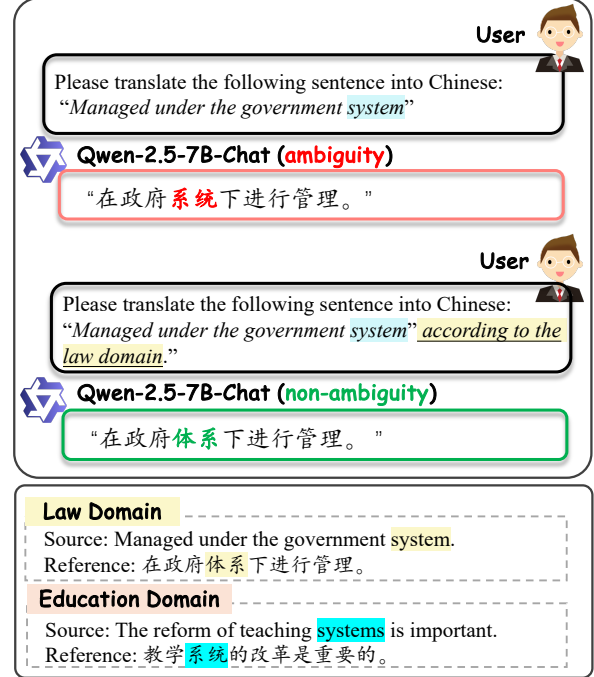 User
Please translate the following sentence into Chinese:
“Managed under the government system”
Qwen-2.5-7B-Chat (ambiguity)
“在政府系统下进行管理。”
User
Please translate the following sentence into Chinese:
“Managed under the government system” according to the
law domain.”
Qwen-2.5-7B-Chat (non-ambiguity)
“在政府体系下进行管理。 ”
Law Domain
Source: Managed under the government system.
Reference: 在政府体系下进行管理。
Education Domain
Source: The reform of teaching systems is important.
Reference: 教学系统的改革是重要的。